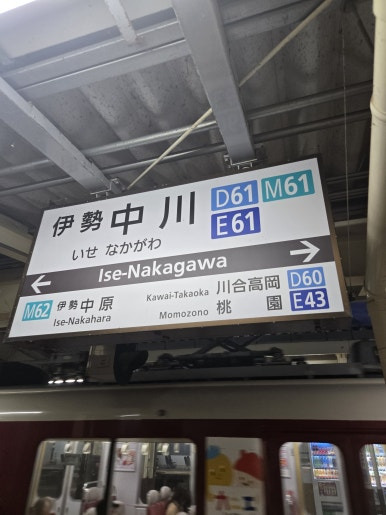 伊勢中川 D61 M61
E61
いせ なかがわ
Ise-Nakagawa
M62 伊勢中原
Ise-Nakahara
Kawai-Takaoka 川合高岡 D60
Momozono 桃園 E43